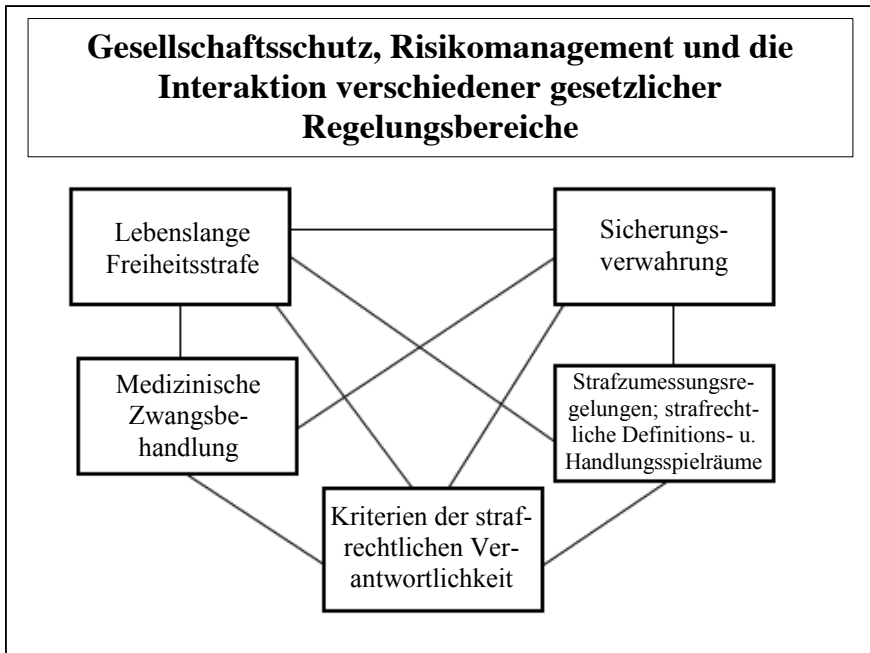 Gesellschaftsschutz, Risikomanagement und die
Interaktion verschiedener gesetzlicher
Regelungsbereiche
Lebenslange
Freiheitsstrafe
Sicherungs-
verwahrung
Medizinische
Zwangsbe-
handlung
Strafzumessungsre-
gelungen; strafrecht-
liche Definitions- u.
Handlungsspielräume
Kriterien der straf-
rechtlichen Ver-
antwortlichkeit